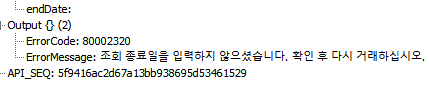 endDate:
Output {} (2)
ErrorCode: 80002320
ErrorMessage: 조회 종료일을 입력하지 않으셨습니다. 확인 후 다시 거래하십시오.
API_SEQ: 5f9416ac2d67a13bb938695d53461529